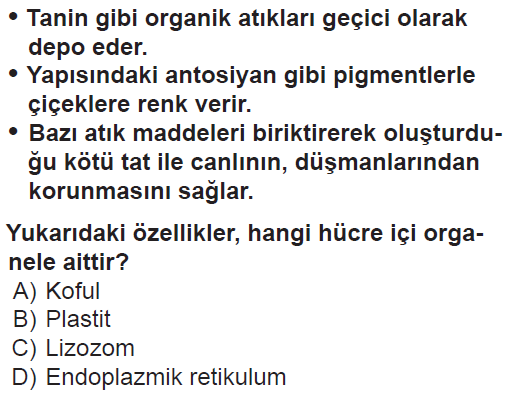 • Tanin gibi organik atıkları geçici olarak
depo eder.
• Yapısındaki antosiyan gibi pigmentlerle
çiçeklere renk verir.
• Bazı atık maddeleri biriktirerek oluşturdu-
ğu kötü tat ile canlının, düşmanlarından
korunmasını sağlar.
Yukarıdaki özellikler, hangi hücre içi orga-
nele aittir?
A) Koful
B) Plastit
C) Lizozom
D) Endoplazmik retikulum